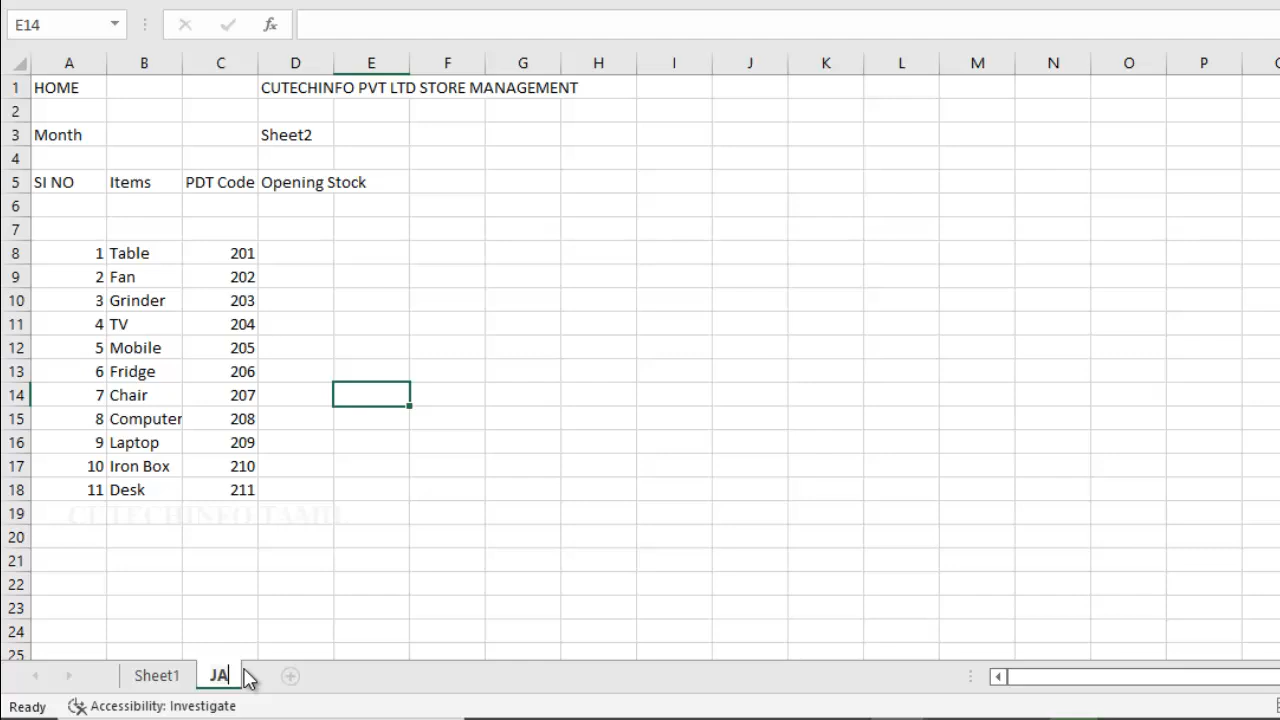 E14
fx
A B C D E F G H I J K L M N O P
1 HOME CUTECHINFO PVT LTD STORE MANAGEMENT
2
3 Month Sheet2
4
5 SI NO Items PDT Code Opening Stock
6
7
8 1 Table 201
9 2 Fan 202
10 3 Grinder 203
11 4 TV 204
12 5 Mobile 205
13 6 Fridge 206
14 7 Chair 207
15 8 Computer 208
16 9 Laptop 209
17 10 Iron Box 210
18 11 Desk 211
19 CUTECHINFO TAMIL
20
21
22
23
24
25
Sheet1 JA
Ready Accessibility: Investigate